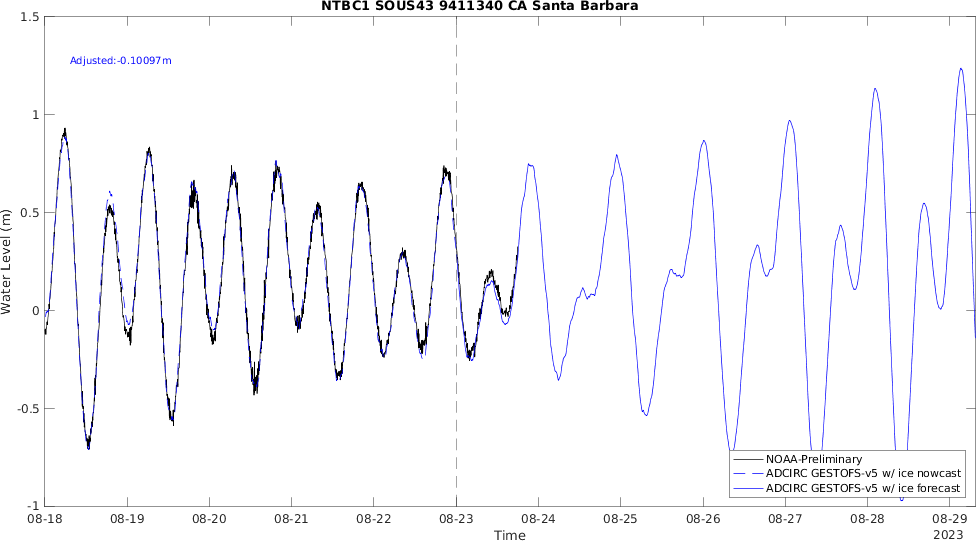 NTBC1 SOUS43 9411340 CA Santa Barbara
1.5
Adjusted:-0.10097m
1
0.5
Water Level (m)
0
-0.5
NOAA-Preliminary
ADCIRC GESTOFS-v5 w/ ice nowcast
ADCIRC GESTOFS-v5 w/ ice forecast
-1
08-18 08-19 08-20 08-21 08-22 08-23 08-24 08-25 08-26 08-27 08-28 08-29
Time 2023